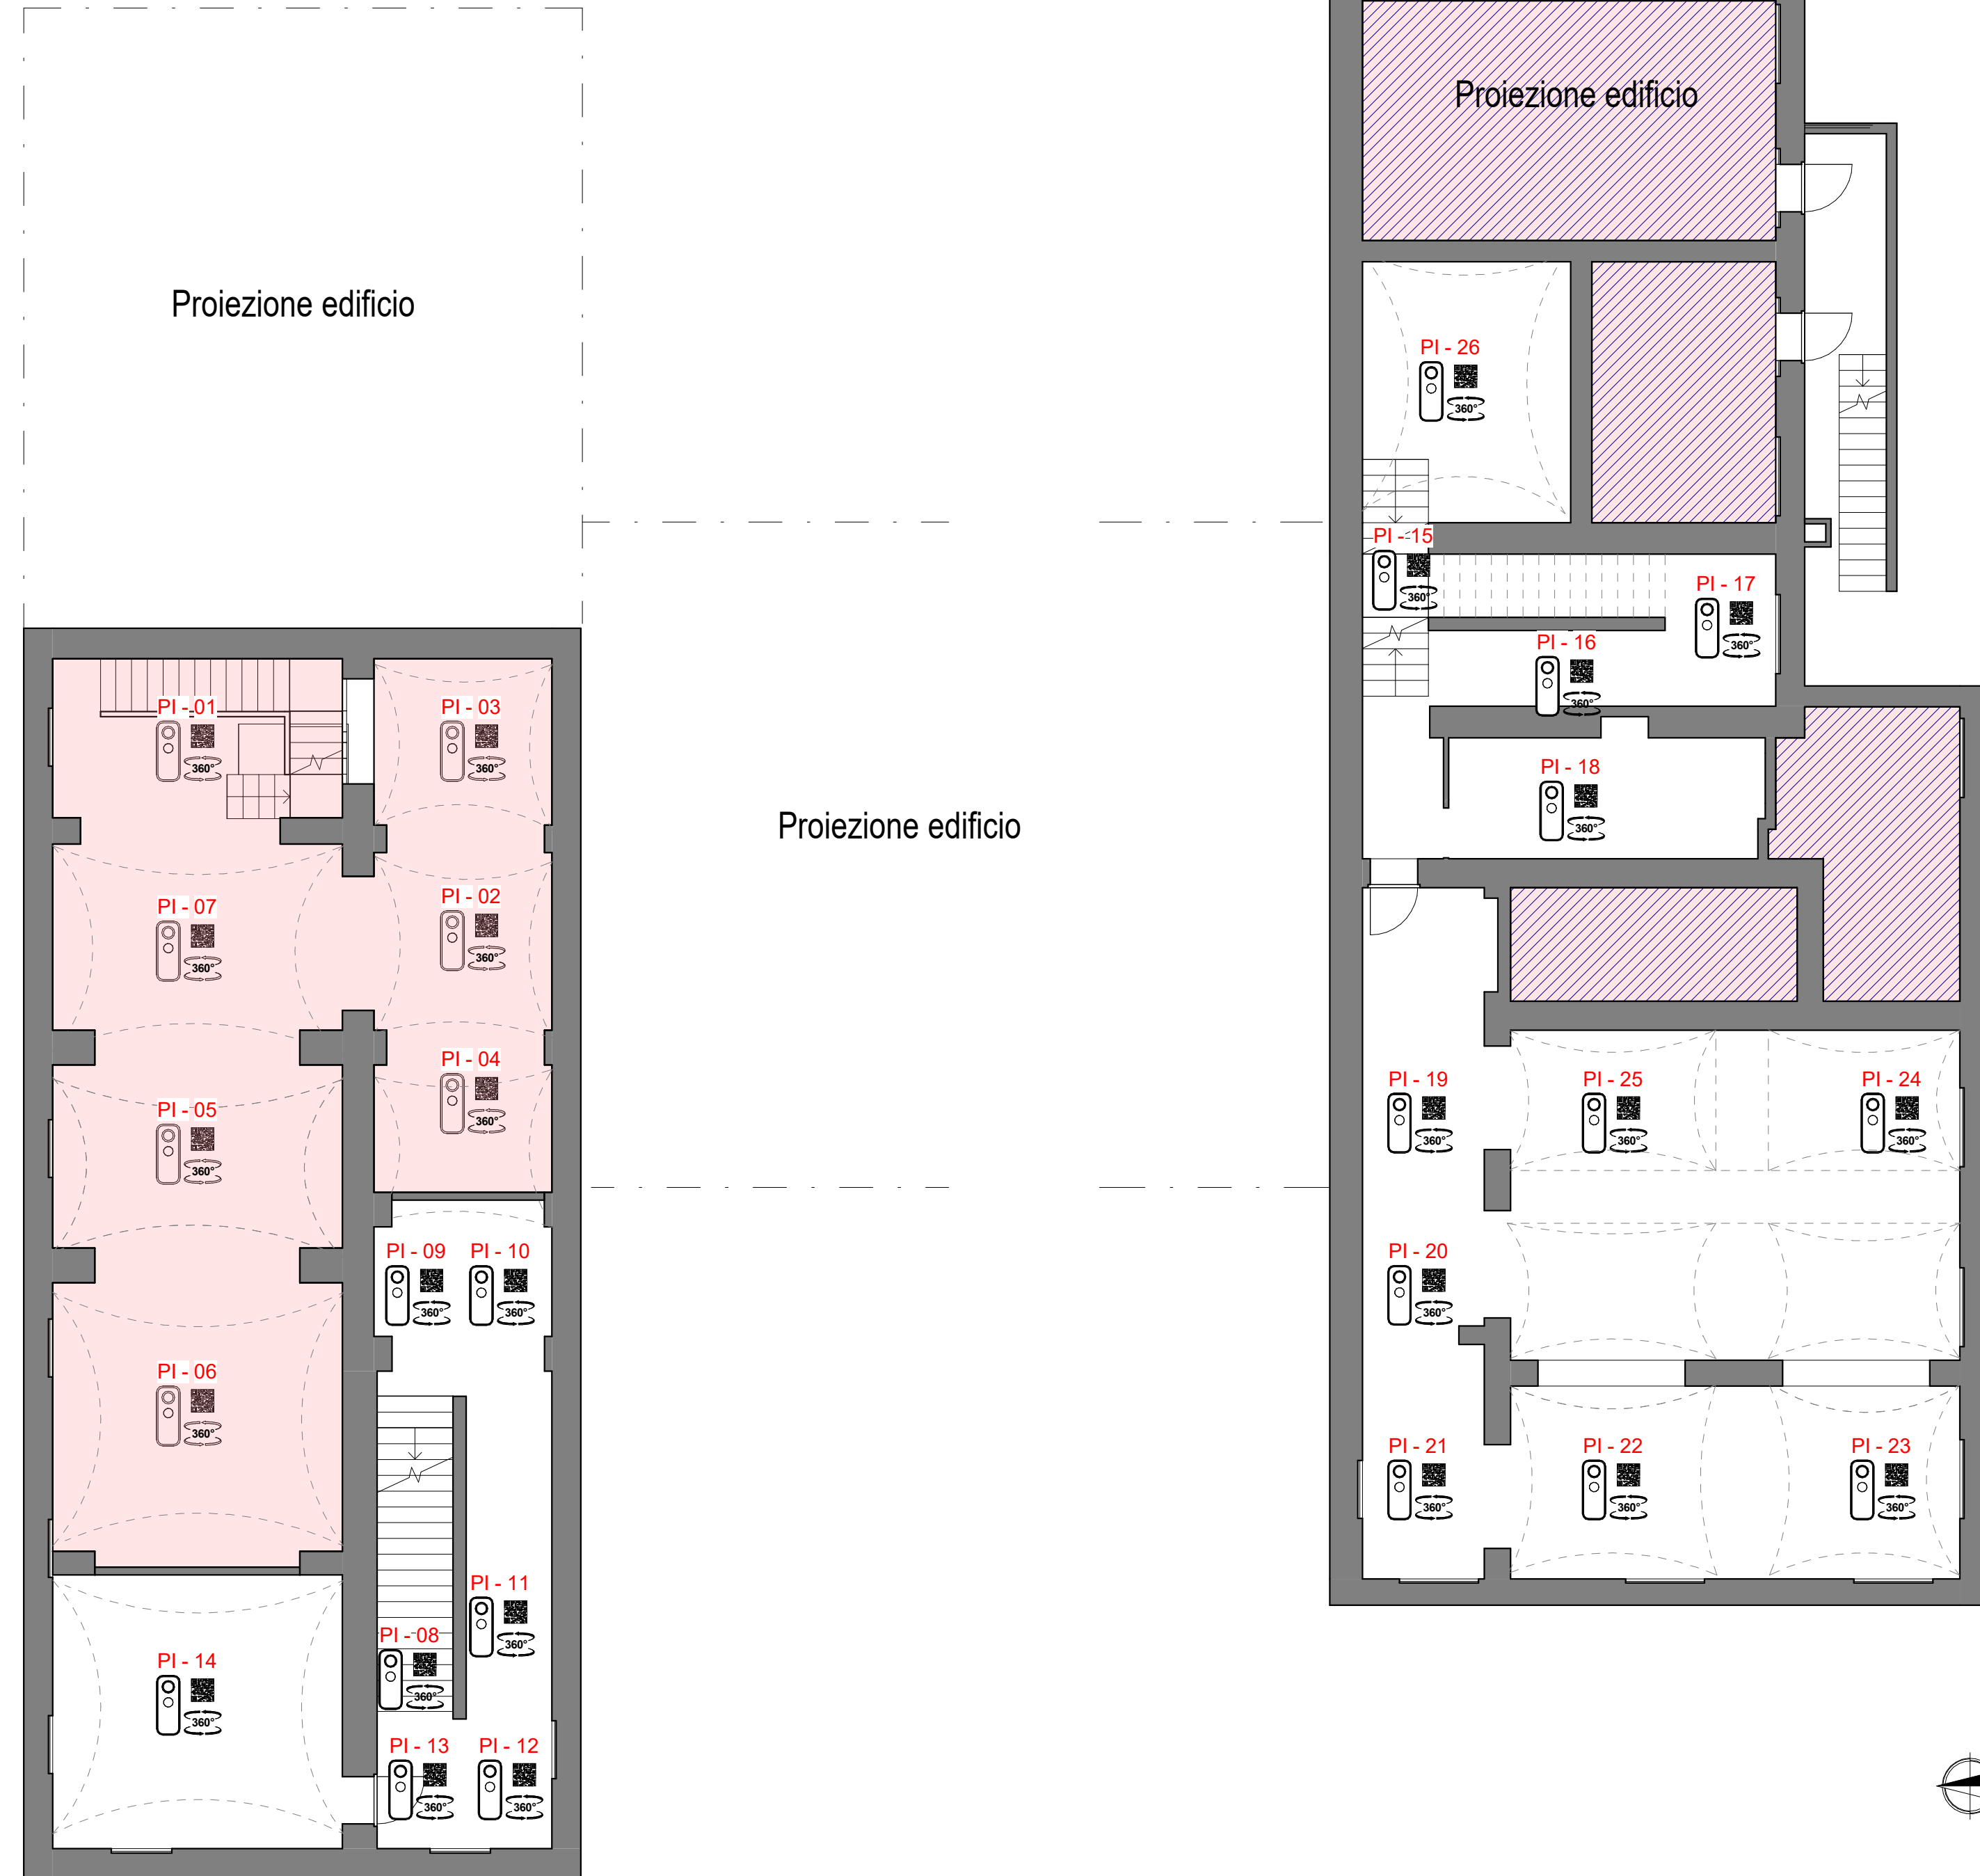 Proiezione edificio
Proiezione edificio
Proiezione edificio
PI - 01
360°
PI - 03
360°
PI - 07
360°
PI - 02
360°
PI - 05
360°
PI - 04
360°
PI - 06
360°
PI - 09
360°
PI - 10
360°
PI - 11
360°
PI - 08
360°
PI - 14
360°
PI - 13
360°
PI - 12
360°
PI - 26
360°
PI - 15
360°
PI - 17
360°
PI - 16
360°
PI - 18
360°
PI - 19
360°
PI - 25
360°
PI - 24
360°
PI - 20
360°
PI - 21
360°
PI - 22
360°
PI - 23
360°